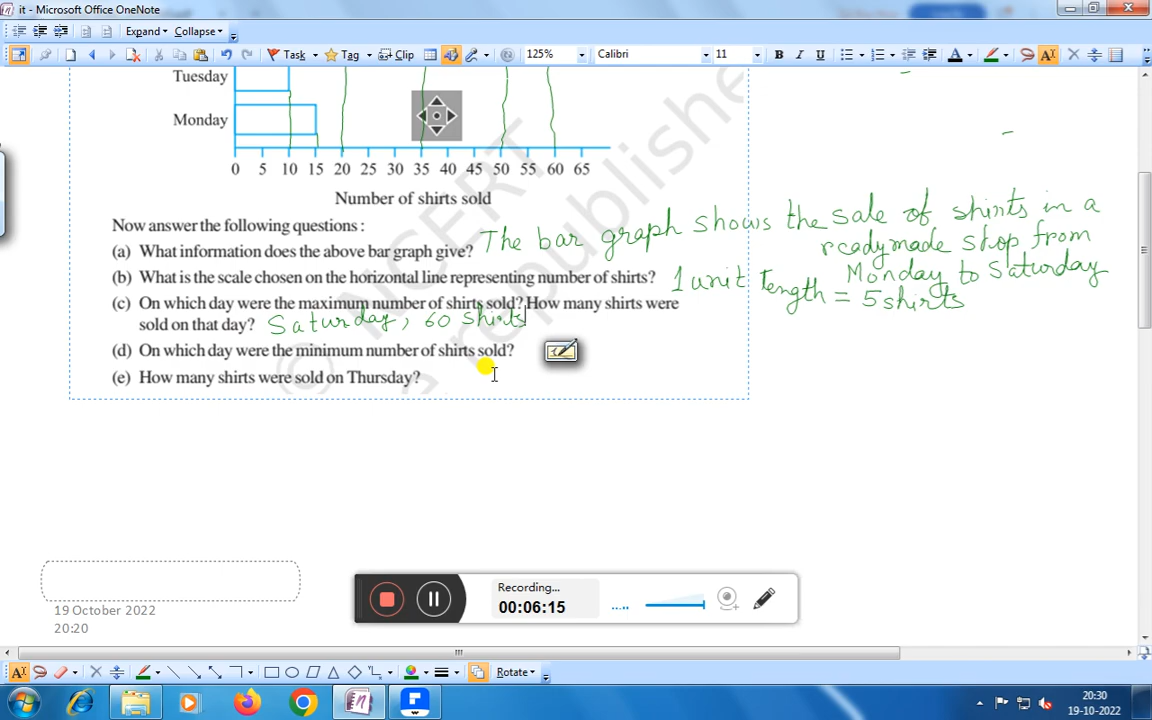 it - Microsoft Office OneNote
Expand Collapse
Task Tag Clip 125% Calibri 11 B I U
Tuesday
Monday
0 5 10 15 20 25 30 35 40 45 50 55 60 65
Number of shirts sold
© NCERT
republishe
Now answer the following questions :
(a) What information does the above bar graph give? The bar graph shows the sale of shirts in a
readymade shop from
Monday to Saturday
(b) What is the scale chosen on the horizontal line representing number of shirts? 1 unit length = 5 shirts
(c) On which day were the maximum number of shirts sold? How many shirts were
sold on that day? Saturday, 60 shirts
(d) On which day were the minimum number of shirts sold?
(e) How many shirts were sold on Thursday?
19 October 2022
20:20
Recording...
00:06:15
Rotate
20:30
19-10-2022